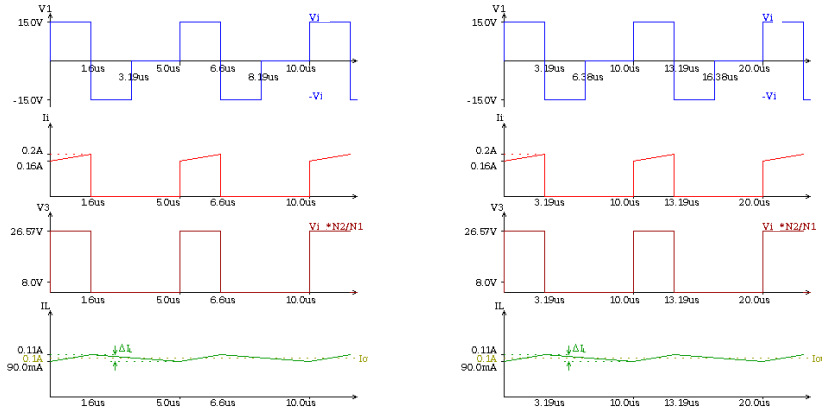 V1
Vi
15.0V
1.6us
5.0us
6.6us
10.0us
3.19us
8.19us
-15.0V
-Vi
Ii
0.2A
0.16A
1.6us
5.0us
6.6us
10.0us
V3
Vi *N2/N1
26.57V
8.0V
1.6us
5.0us
6.6us
10.0us
IL
ΔIL
0.11A
0.1A
Io
90.0mA
1.6us
5.0us
6.6us
10.0us
V1
Vi
15.0V
3.19us
10.0us
13.19us
20.0us
6.38us
16.38us
-15.0V
-Vi
Ii
0.2A
0.16A
3.19us
10.0us
13.19us
20.0us
V3
Vi *N2/N1
26.57V
8.0V
3.19us
10.0us
13.19us
20.0us
IL
ΔIL
0.11A
0.1A
Io
90.0mA
3.19us
10.0us
13.19us
20.0us